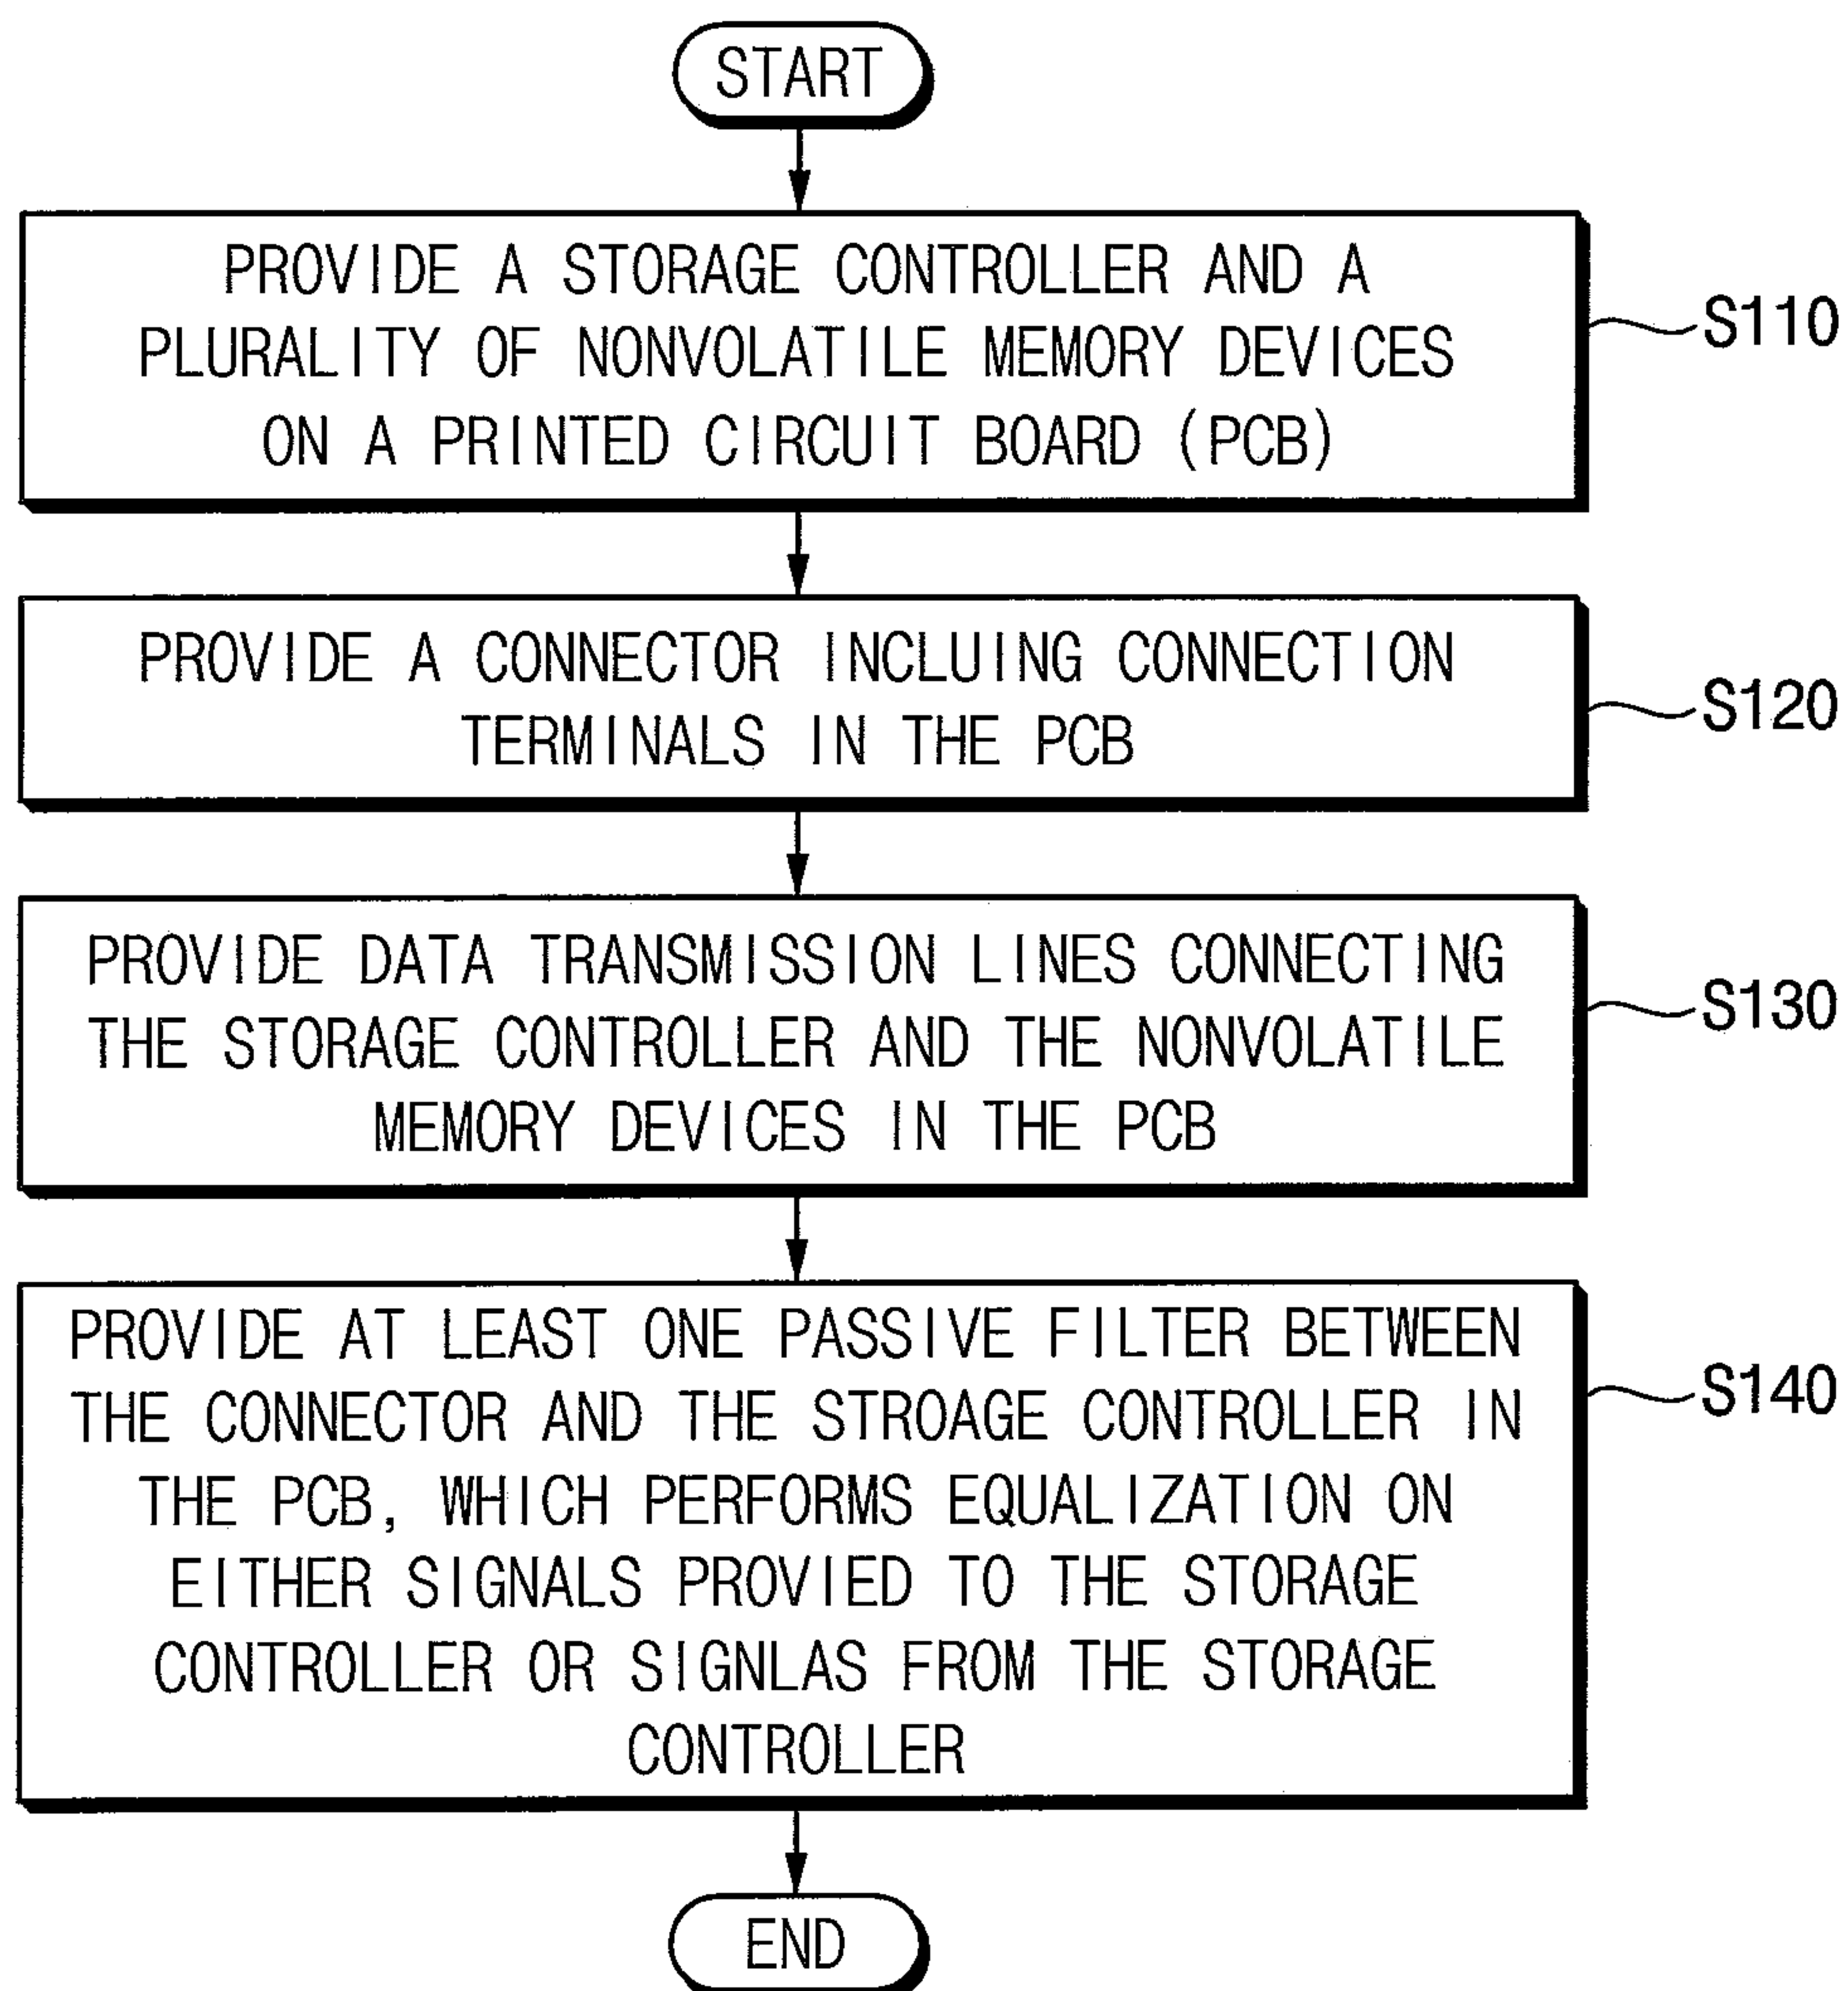 START
PROVIDE A STORAGE CONTROLLER AND A
PLURALITY OF NONVOLATILE MEMORY DEVICES
ON A PRINTED CIRCUIT BOARD (PCB)
S110
PROVIDE A CONNECTOR INCLUING CONNECTION
TERMINALS IN THE PCB
S120
PROVIDE DATA TRANSMISSION LINES CONNECTING
THE STORAGE CONTROLLER AND THE NONVOLATILE
MEMORY DEVICES IN THE PCB
S130
PROVIDE AT LEAST ONE PASSIVE FILTER BETWEEN
THE CONNECTOR AND THE STROAGE CONTROLLER IN
THE PCB, WHICH PERFORMS EQUALIZATION ON
EITHER SIGNALS PROVIED TO THE STORAGE
CONTROLLER OR SIGNLAS FROM THE STORAGE
CONTROLLER
S140
END